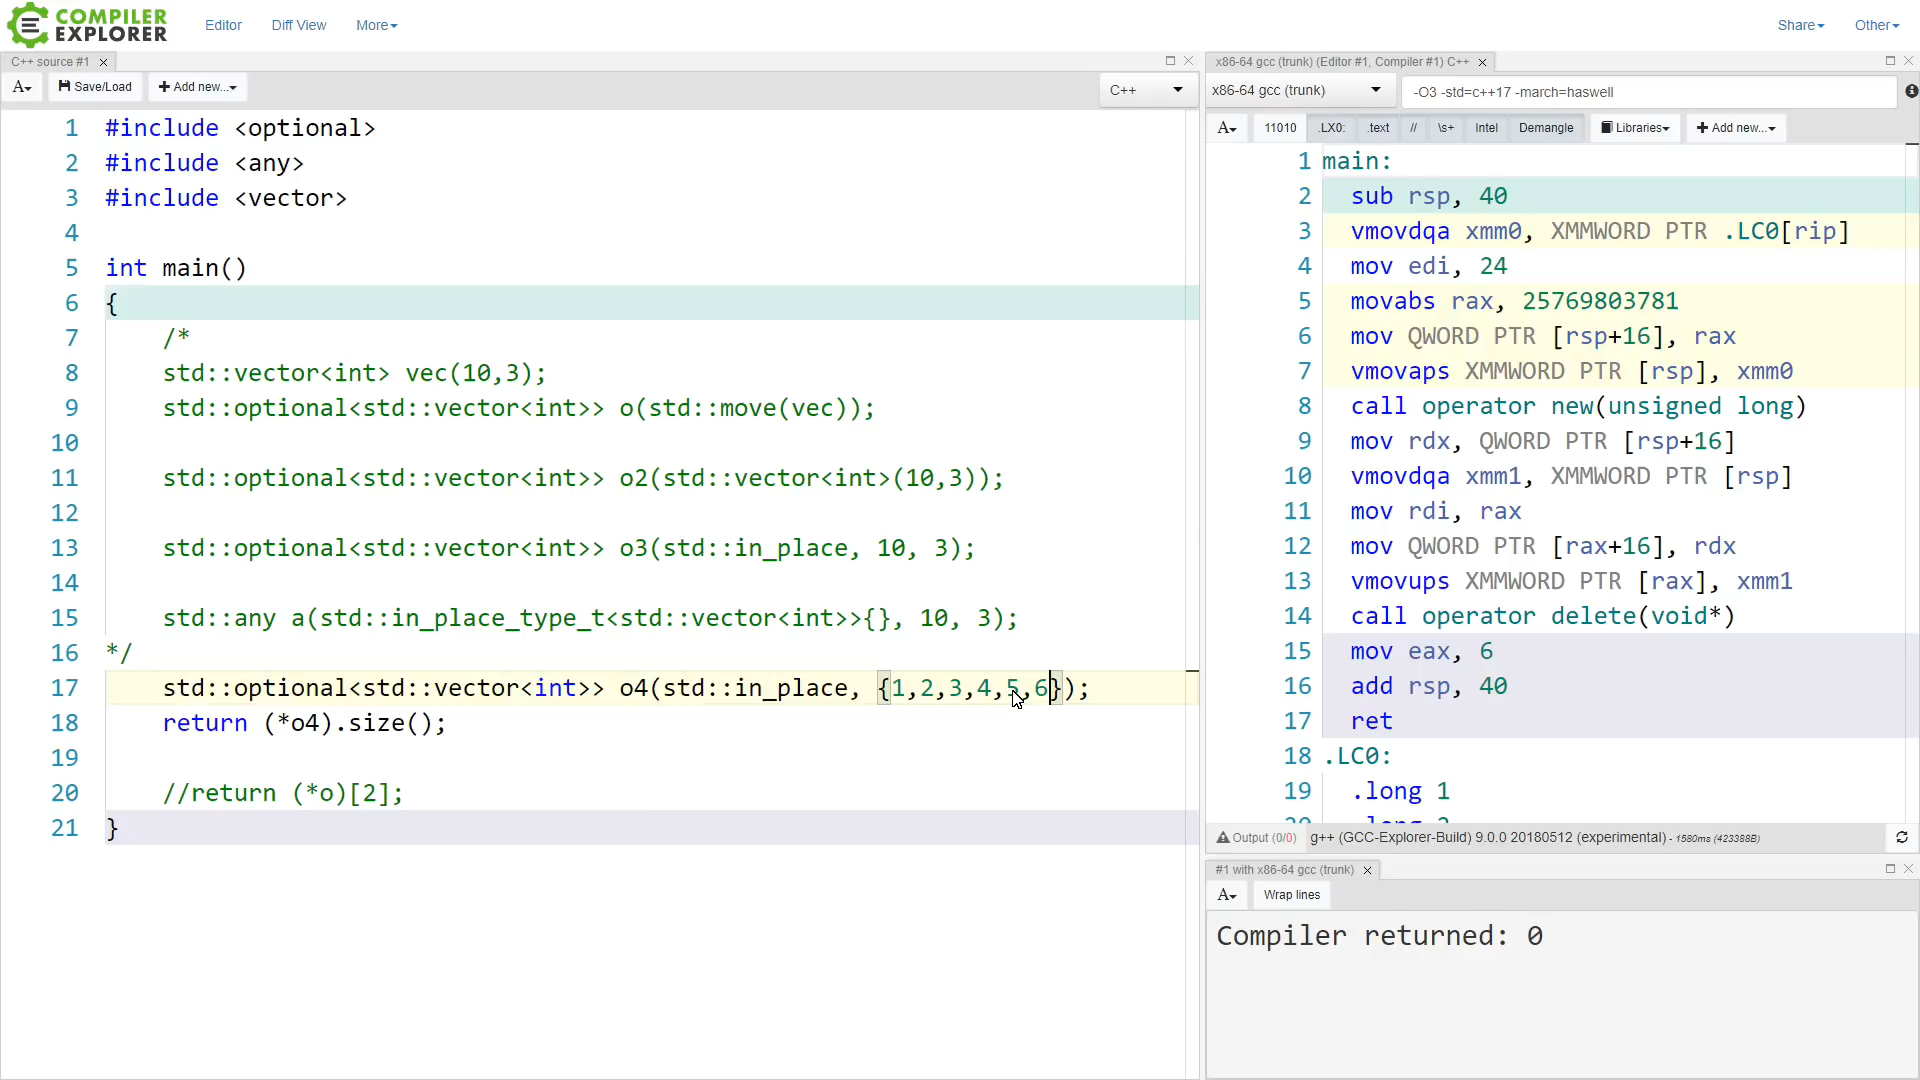 COMPILER EXPLORER
Editor Diff View More
Share Other
C++ source #1
A Save/Load Add new...
C++
1 #include <optional>
2 #include <any>
3 #include <vector>
4
5 int main()
6 {
7 /*
8 std::vector<int> vec(10,3);
9 std::optional<std::vector<int>> o(std::move(vec));
10
11 std::optional<std::vector<int>> o2(std::vector<int>(10,3));
12
13 std::optional<std::vector<int>> o3(std::in_place, 10, 3);
14
15 std::any a(std::in_place_type_t<std::vector<int>>{}, 10, 3);
16 */
17 std::optional<std::vector<int>> o4(std::in_place, {1,2,3,4,5,6});
18 return (*o4).size();
19
20 //return (*o)[2];
21 }
x86-64 gcc (trunk) (Editor #1, Compiler #1) C++
x86-64 gcc (trunk) -O3 -std=c++17 -march=haswell
A 11010 .LX0: .text // \s+ Intel Demangle Libraries Add new...
1 main:
2 sub rsp, 40
3 vmovdqa xmm0, XMMWORD PTR .LC0[rip]
4 mov edi, 24
5 movabs rax, 25769803781
6 mov QWORD PTR [rsp+16], rax
7 vmovaps XMMWORD PTR [rsp], xmm0
8 call operator new(unsigned long)
9 mov rdx, QWORD PTR [rsp+16]
10 vmovdqa xmm1, XMMWORD PTR [rsp]
11 mov rdi, rax
12 mov QWORD PTR [rax+16], rdx
13 vmovups XMMWORD PTR [rax], xmm1
14 call operator delete(void*)
15 mov eax, 6
16 add rsp, 40
17 ret
18 .LC0:
19 .long 1
20 .long 2
Output (0/0) g++ (GCC-Explorer-Build) 9.0.0 20180512 (experimental) - 1580ms (423388B)
#1 with x86-64 gcc (trunk)
A Wrap lines
Compiler returned: 0